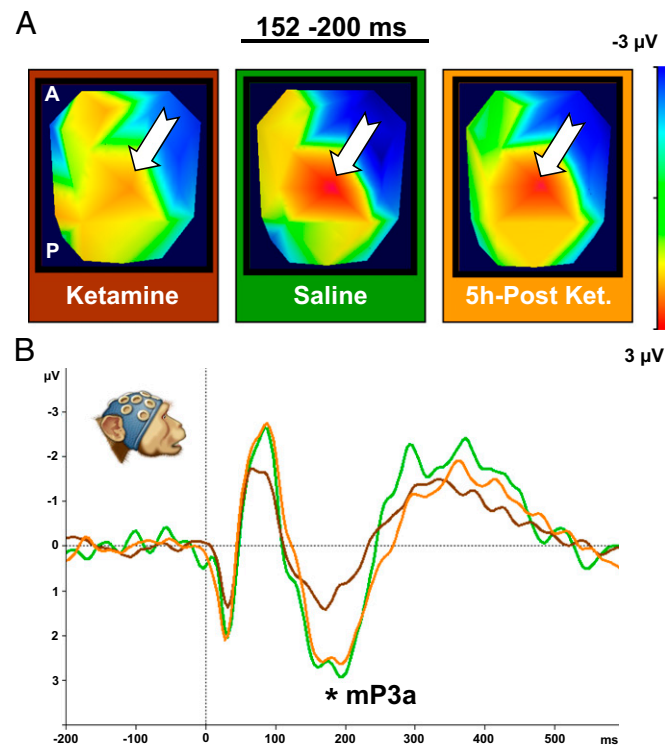 A
152 -200 ms
-3 µV
A
P
Ketamine
Saline
5h-Post Ket.
3 µV
B
µV
-3
-2
-1
0
1
2
3
* mP3a
-200 -100 0 100 200 300 400 500 ms